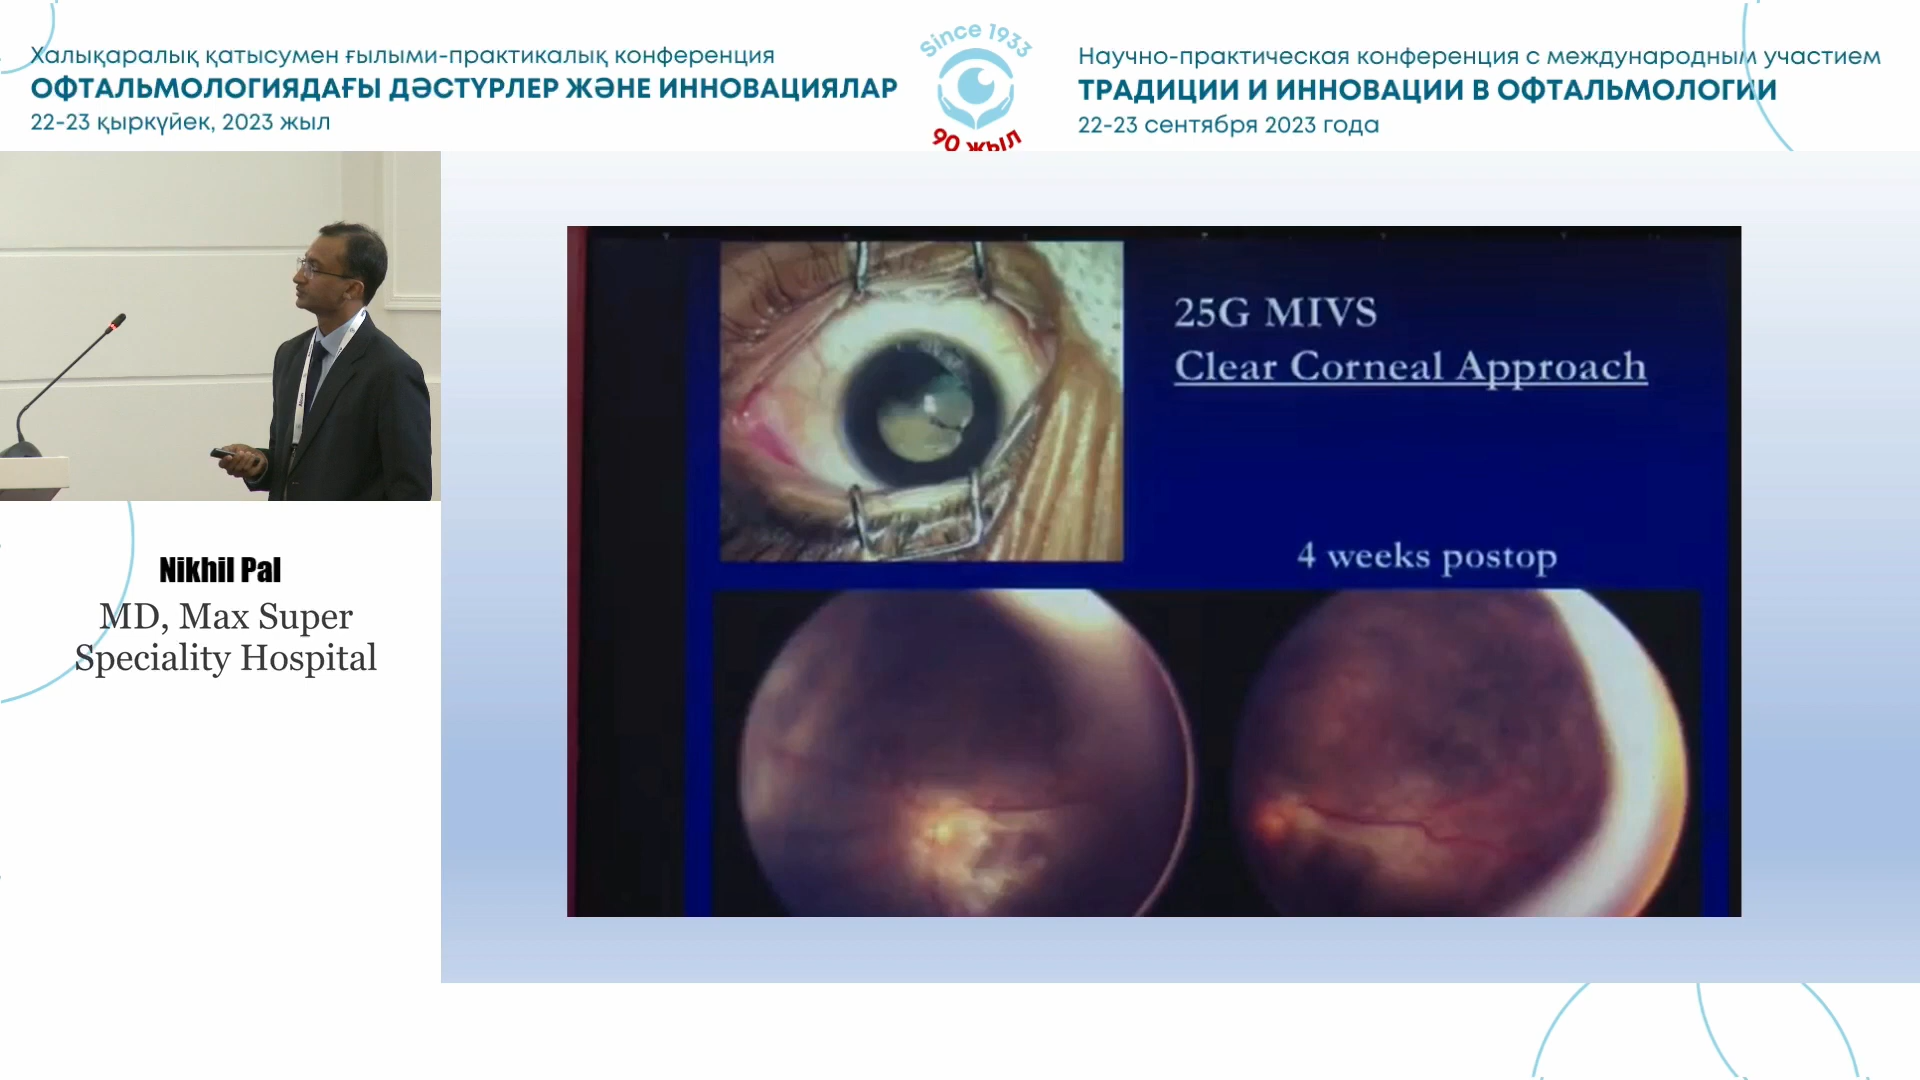 Халықаралық қатысумен ғылыми-практикалық конференция
ОФТАЛЬМОЛОГИЯДАҒЫ ДӘСТҮРЛЕР ЖӘНЕ ИННОВАЦИЯЛАР
22-23 қыркүйек, 2023 жыл
Since 1933
90 жыл
Научно-практическая конференция с международным участием
ТРАДИЦИИ И ИННОВАЦИИ В ОФТАЛЬМОЛОГИИ
22-23 сентября 2023 года
25G MIVS
Clear Corneal Approach
4 weeks postop
Nikhil Pal
MD, Max Super
Speciality Hospital